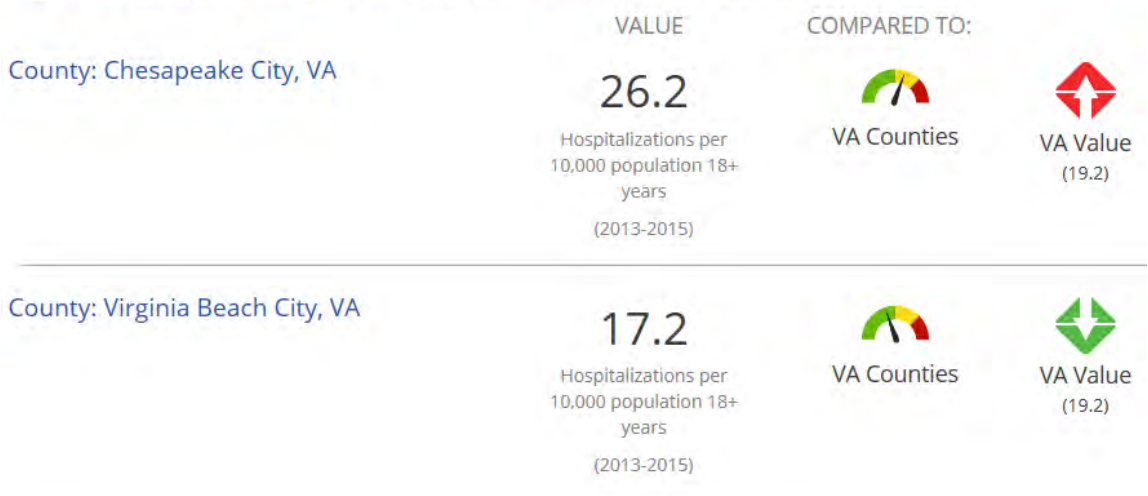 VALUE
COMPARED TO:
County: Chesapeake City, VA
26.2
Hospitalizations per
10,000 population 18+
years
(2013-2015)
VA Counties
VA Value
(19.2)
County: Virginia Beach City, VA
17.2
Hospitalizations per
10,000 population 18+
years
(2013-2015)
VA Counties
VA Value
(19.2)